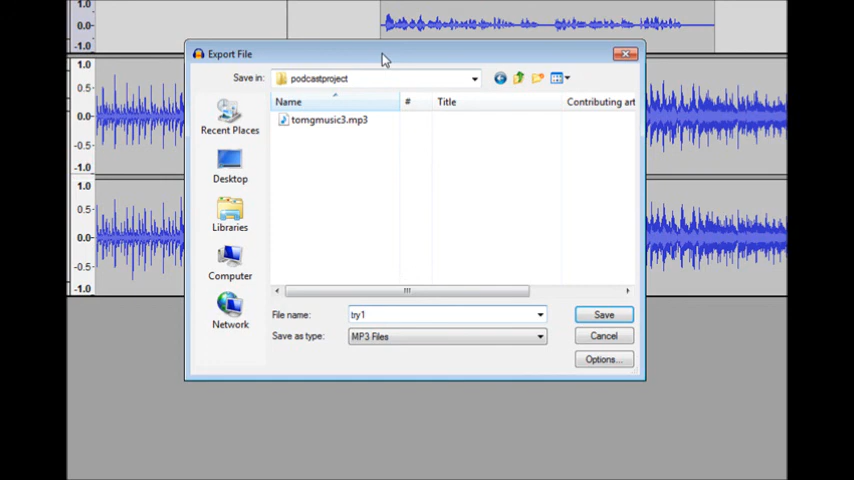 1.0
0.0
-1.0
1.0
0.5
0.0
-0.5
-1.0
1.0
0.5
0.0
-0.5
-1.0
Export File
Save in: podcastproject
Name # Title Contributing art
tomgmusic3.mp3
Recent Places
Desktop
Libraries
Computer
Network
File name: try1 Save
Save as type: MP3 Files Cancel
Options...